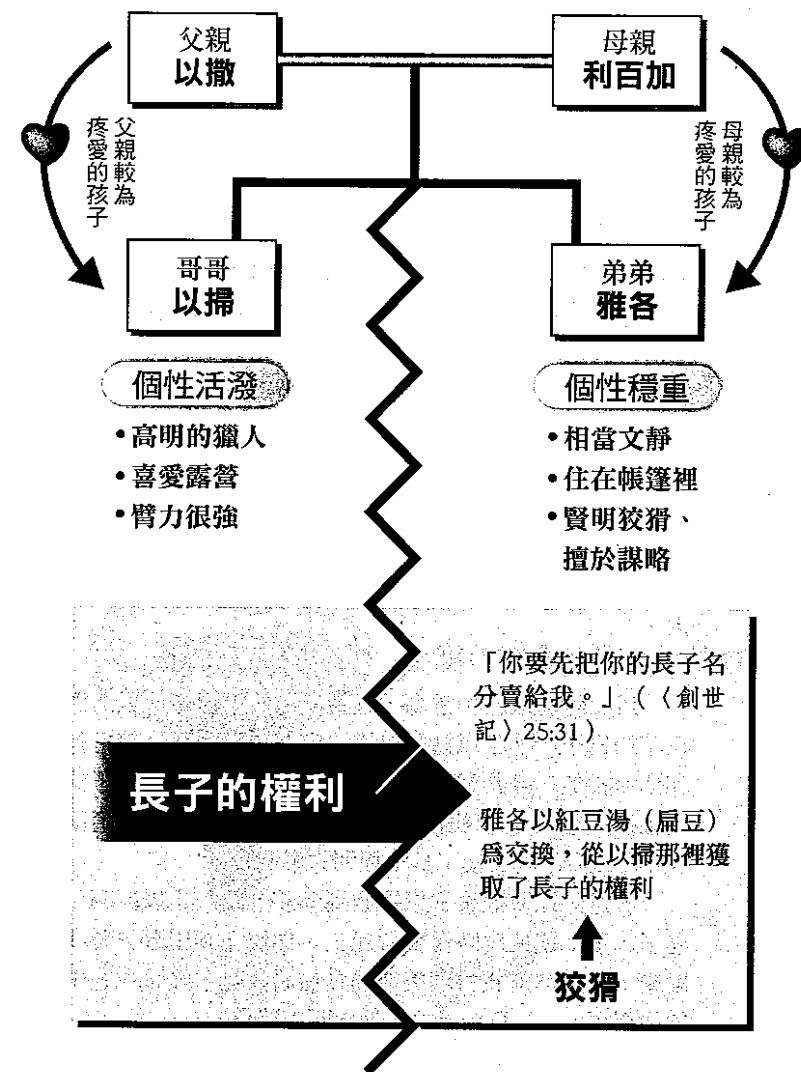 父親
以撒
母親
利百加
父親較為
疼愛的孩子
母親較為
疼愛的孩子
哥哥
以掃
弟弟
雅各
個性活潑
•高明的獵人
•喜愛露營
•臂力很強
個性穩重
•相當文靜
•住在帳篷裡
•賢明狡猾、
擅於謀略
「你要先把你的長子名
分賣給我。」（〈創世
記〉25:31）
長子的權利
雅各以紅豆湯（扁豆）
爲交換，從以掃那裡獲
取了長子的權利
狡猾